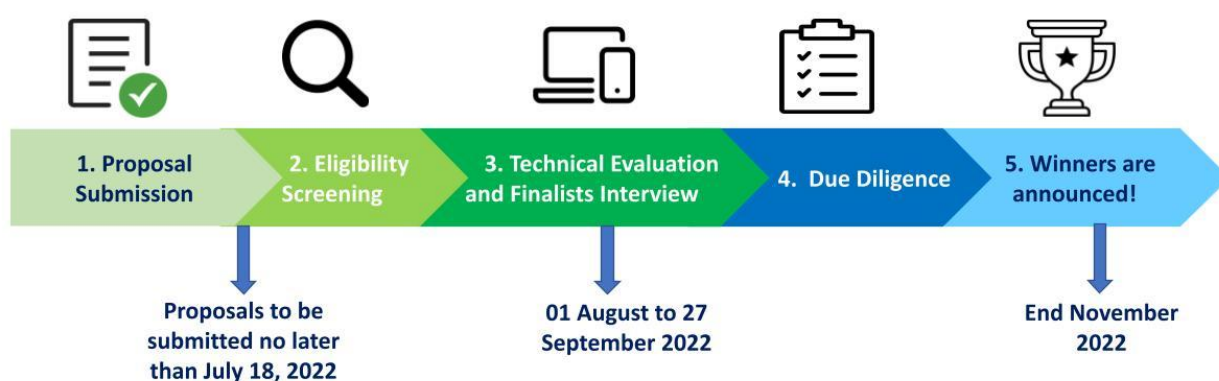 1. Proposal
Submission
2. Eligibility
Screening
3. Technical Evaluation
and Finalists Interview
4. Due Diligence
5. Winners are
announced!
Proposals to be
submitted no later
than July 18, 2022
01 August to 27
September 2022
End November
2022